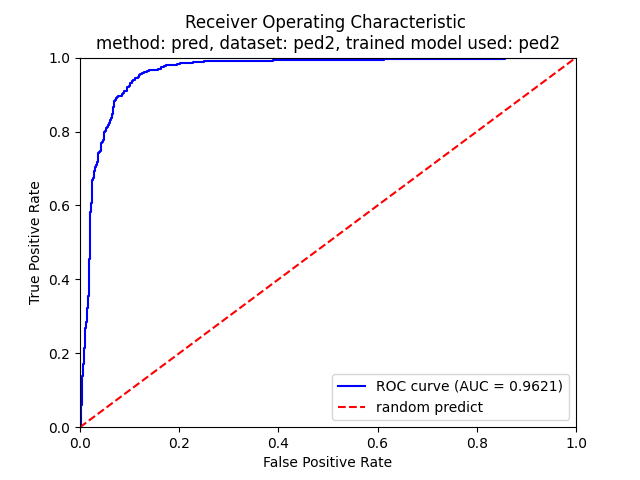 Receiver Operating Characteristic
method: pred, dataset: ped2, trained model used: ped2
True Positive Rate
1.0
0.8
0.6
0.4
0.2
0.0
ROC curve (AUC = 0.9621)
random predict
0.0 0.2 0.4 0.6 0.8 1.0
False Positive Rate